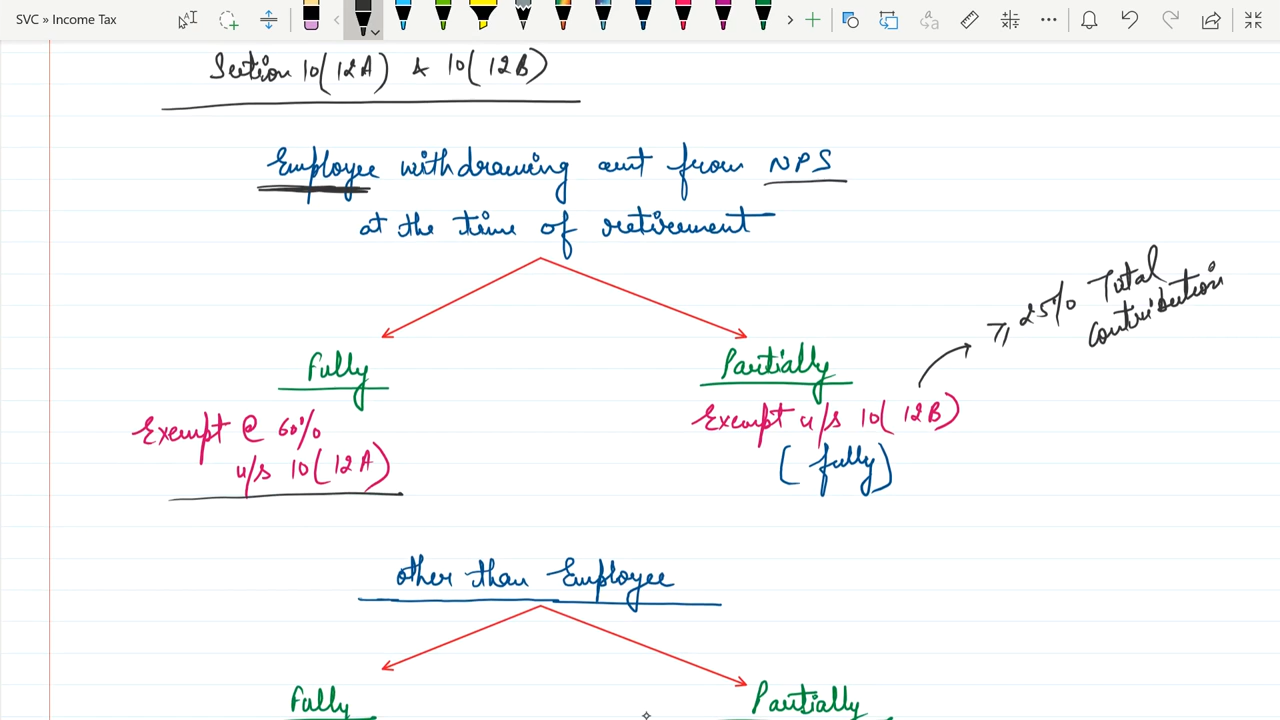 SVC » Income Tax
Section 10(12A) & 10(12B)
Employee withdrawing amt from NPS
at the time of retirement
⩾ 25% Total
contribution
Fully
Partially
Exempt @ 60%
u/s 10(12A)
Exempt u/s 10(12B)
(fully)
other than Employee
Fully
Partially